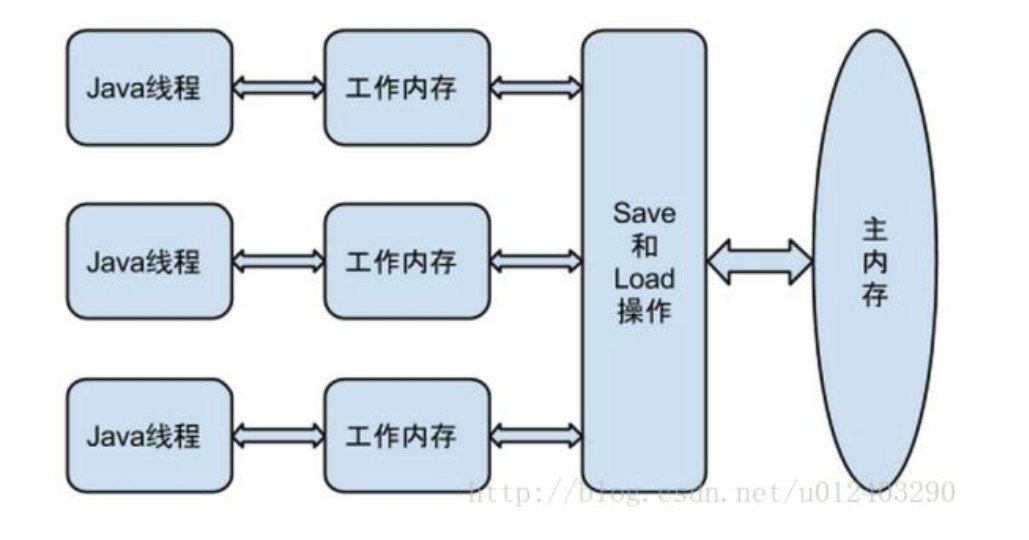 Java线程
工作内存
Java线程
工作内存
Java线程
工作内存
Save
和
Load
操作
主
内
存
http://blog.csdn.net/u012403290